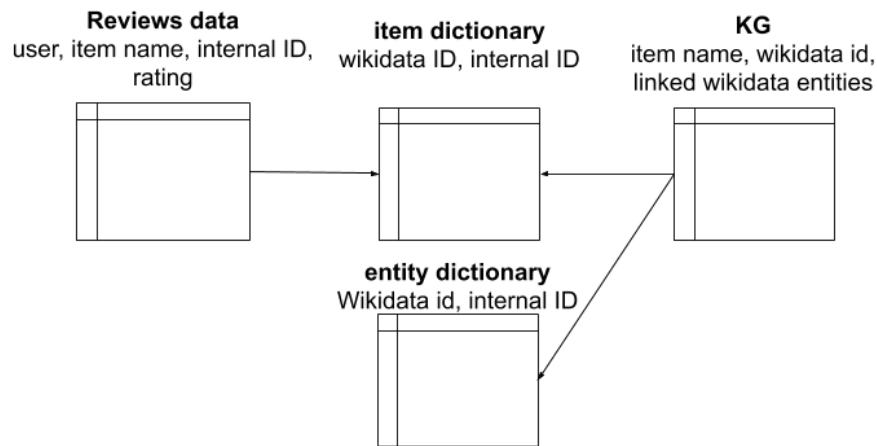 Reviews data
user, item name, internal ID,
rating
item dictionary
wikidata ID, internal ID
KG
item name, wikidata id,
linked wikidata entities
entity dictionary
Wikidata id, internal ID